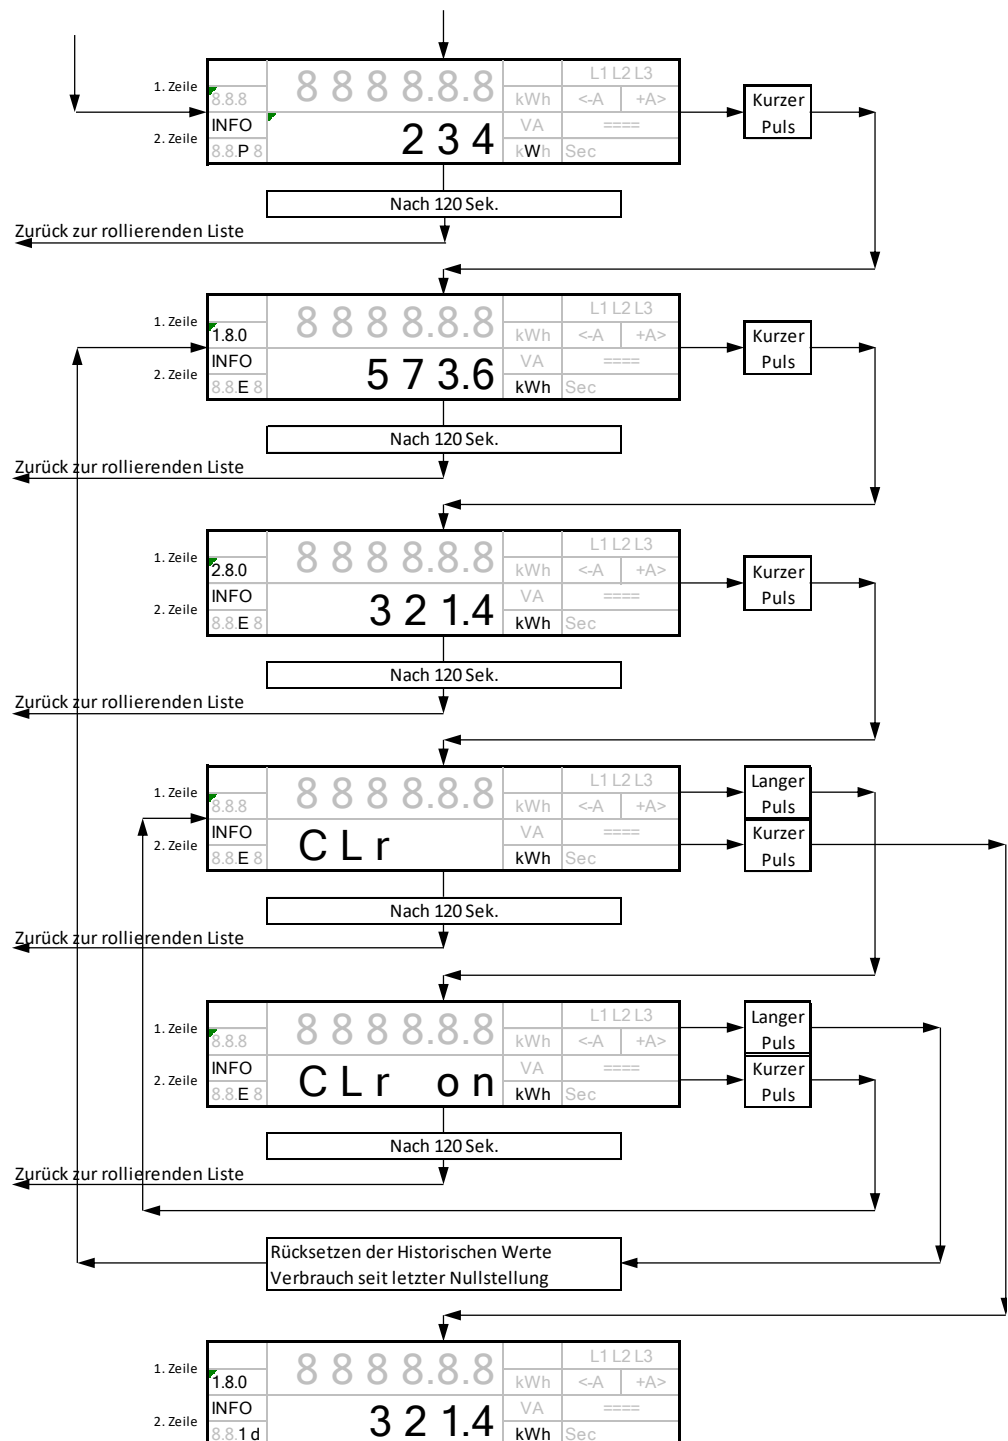 L1 L2 L3
1. Zeile 8.8.8 8 8 8 8.8.8 kWh <-A +A>
INFO VA ====
2. Zeile 8.8.P 8 2 3 4 kWh Sec
Kurzer
Puls
Nach 120 Sek.
Zurück zur rollierenden Liste
L1 L2 L3
1. Zeile 1.8.0 8 8 8 8.8.8 kWh <-A +A>
INFO VA ====
2. Zeile 8.8.E 8 5 7 3.6 kWh Sec
Kurzer
Puls
Nach 120 Sek.
Zurück zur rollierenden Liste
L1 L2 L3
1. Zeile 2.8.0 8 8 8 8.8.8 kWh <-A +A>
INFO VA ====
2. Zeile 8.8.E 8 3 2 1.4 kWh Sec
Kurzer
Puls
Nach 120 Sek.
Zurück zur rollierenden Liste
L1 L2 L3
1. Zeile 8.8.8 8 8 8 8.8.8 kWh <-A +A>
INFO VA ====
2. Zeile 8.8.E 8 C L r kWh Sec
Langer
Puls
Kurzer
Puls
Nach 120 Sek.
Zurück zur rollierenden Liste
L1 L2 L3
1. Zeile 8.8.8 8 8 8 8.8.8 kWh <-A +A>
INFO VA ====
2. Zeile 8.8.E 8 C L r o n kWh Sec
Langer
Puls
Kurzer
Puls
Nach 120 Sek.
Zurück zur rollierenden Liste
Rücksetzen der Historischen Werte
Verbrauch seit letzter Nullstellung
L1 L2 L3
1. Zeile 1.8.0 8 8 8 8.8.8 kWh <-A +A>
INFO VA ====
2. Zeile 8.8.1 d 3 2 1.4 kWh Sec